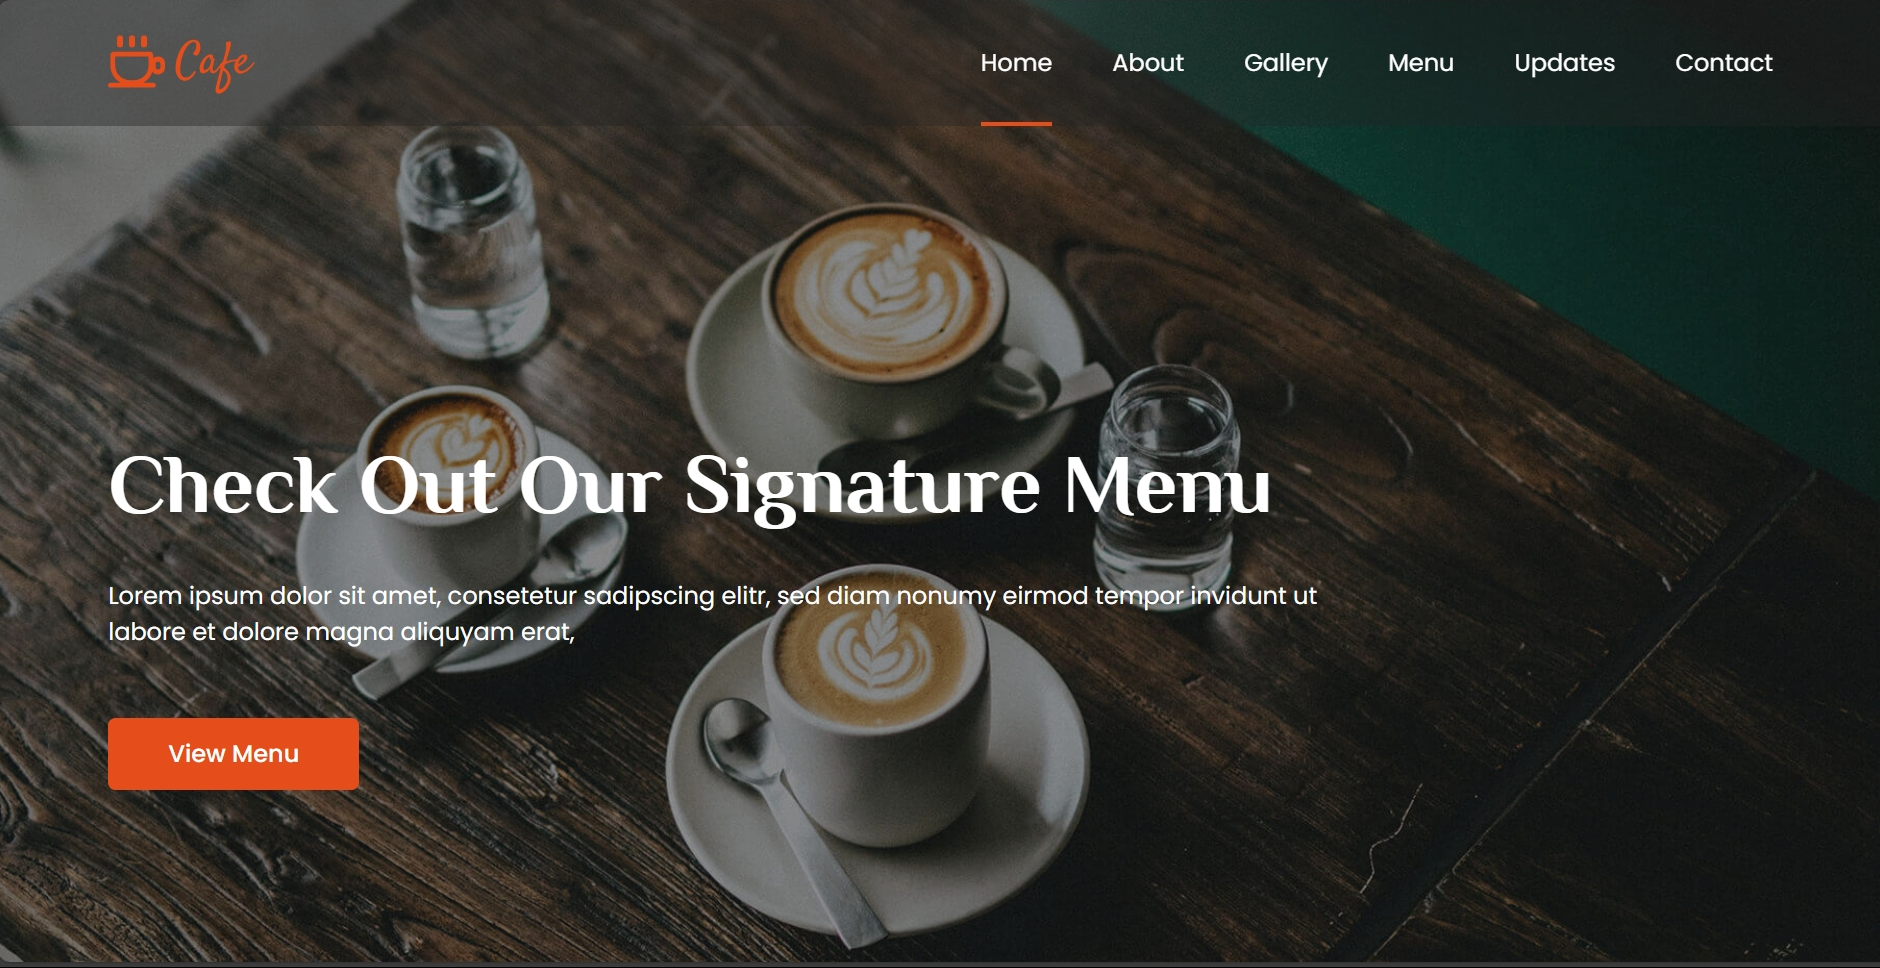 Cafe
Home About Gallery Menu Updates Contact
Check Out Our Signature Menu
Lorem ipsum dolor sit amet, consetetur sadipscing elitr, sed diam nonumy eirmod tempor invidunt ut
labore et dolore magna aliquyam erat,
View Menu